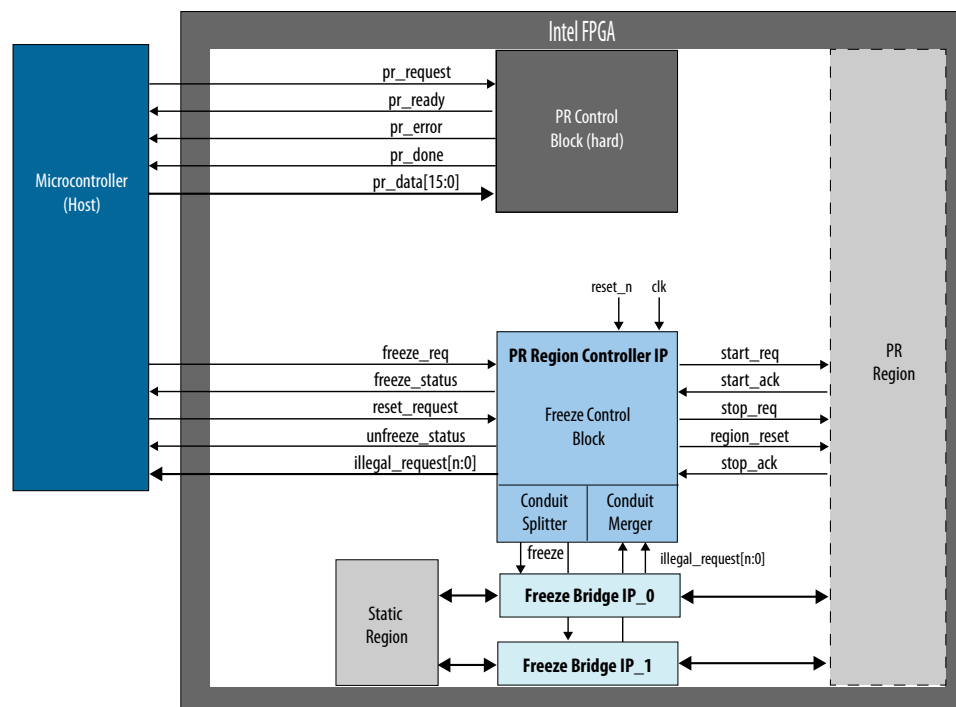 Intel FPGA
Microcontroller
(Host)
pr_request
pr_ready
pr_error
pr_done
pr_data[15:0]
PR Control
Block (hard)
reset_n
clk
freeze_req
freeze_status
reset_request
unfreeze_status
illegal_request[n:0]
PR Region Controller IP
Freeze Control
Block
Conduit
Splitter
Conduit
Merger
start_req
start_ack
stop_req
region_reset
stop_ack
PR
Region
freeze
illegal_request[n:0]
Static
Region
Freeze Bridge IP_0
Freeze Bridge IP_1